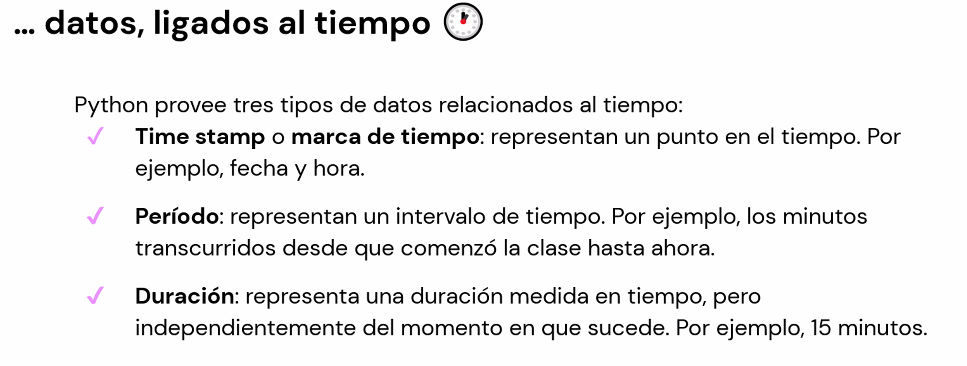 ... datos, ligados al tiempo
Python provee tres tipos de datos relacionados al tiempo:
✓ Time stamp o marca de tiempo: representan un punto en el tiempo. Por
ejemplo, fecha y hora.
✓ Período: representan un intervalo de tiempo. Por ejemplo, los minutos
transcurridos desde que comenzó la clase hasta ahora.
✓ Duración: representa una duración medida en tiempo, pero
independientemente del momento en que sucede. Por ejemplo, 15 minutos.